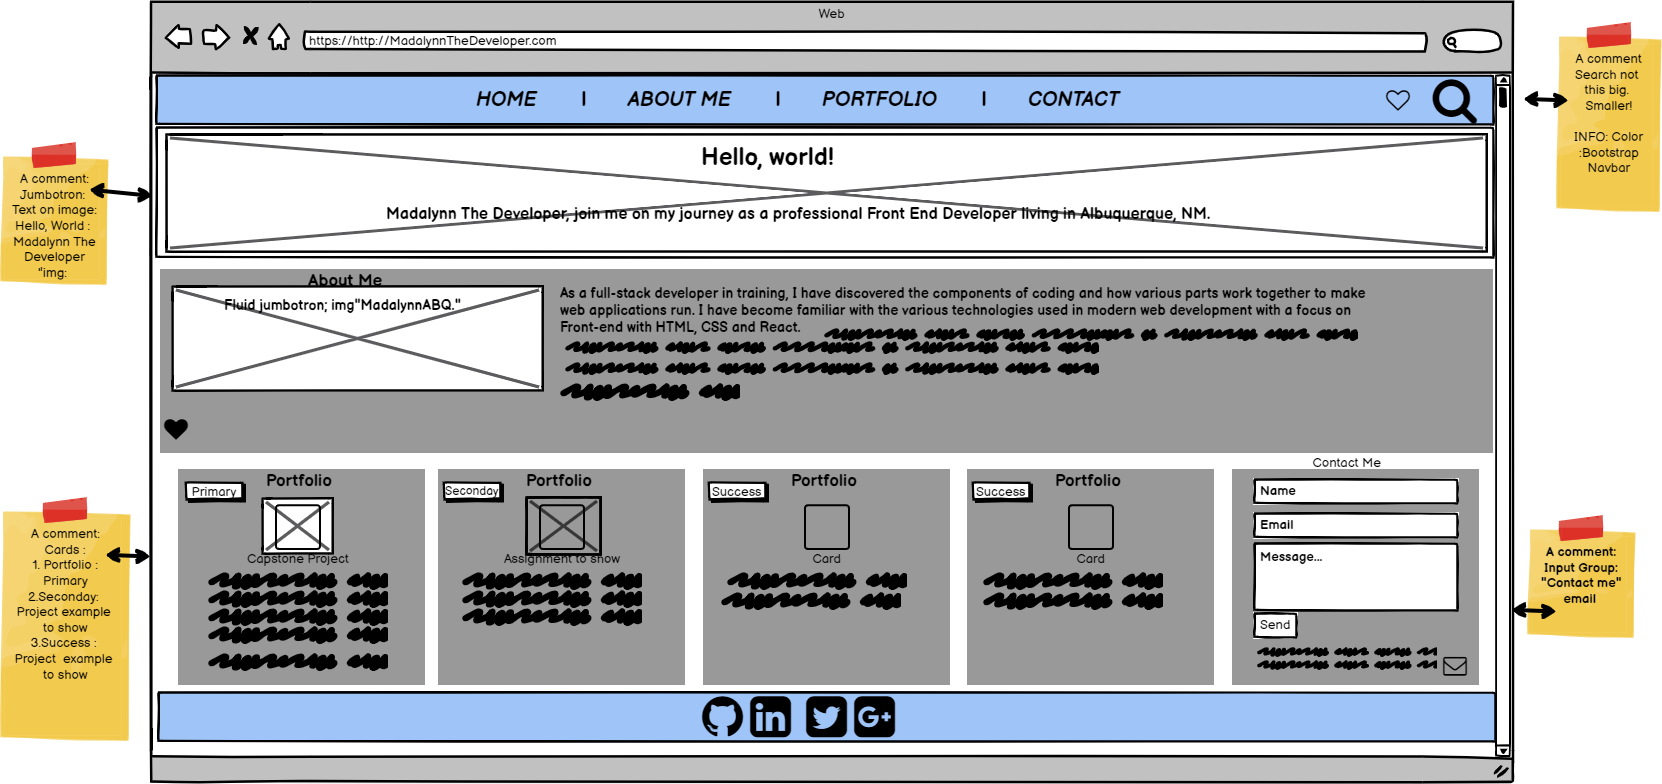 Web
https://http://MadalynnTheDeveloper.com
HOME I ABOUT ME I PORTFOLIO I CONTACT
A comment
Search not
this big.
Smaller!
INFO: Color
:Bootstrap
Navbar
A comment:
Jumbotron:
Text on image:
Hello, World :
Madalynn The
Developer
"img:
Hello, world!
Madalynn The Developer, join me on my journey as a professional Front End Developer living in Albuquerque, NM.
About Me
Fluid jumbotron; img"MadalynnABQ."
As a full-stack developer in training, I have discovered the components of coding and how various parts work together to make
web applications run. I have become familiar with the various technologies used in modern web development with a focus on
Front-end with HTML, CSS and React.
A comment:
Cards :
1. Portfolio :
Primary
2.Seconday:
Project example
to show
3.Success :
Project example
to show
Portfolio
Primary
Capstone Project
Portfolio
Seconday
Assignment to show
Portfolio
Success
Card
Portfolio
Success
Card
Contact Me
Name
Email
Message...
Send
A comment:
Input Group:
"Contact me"
email
in
G+